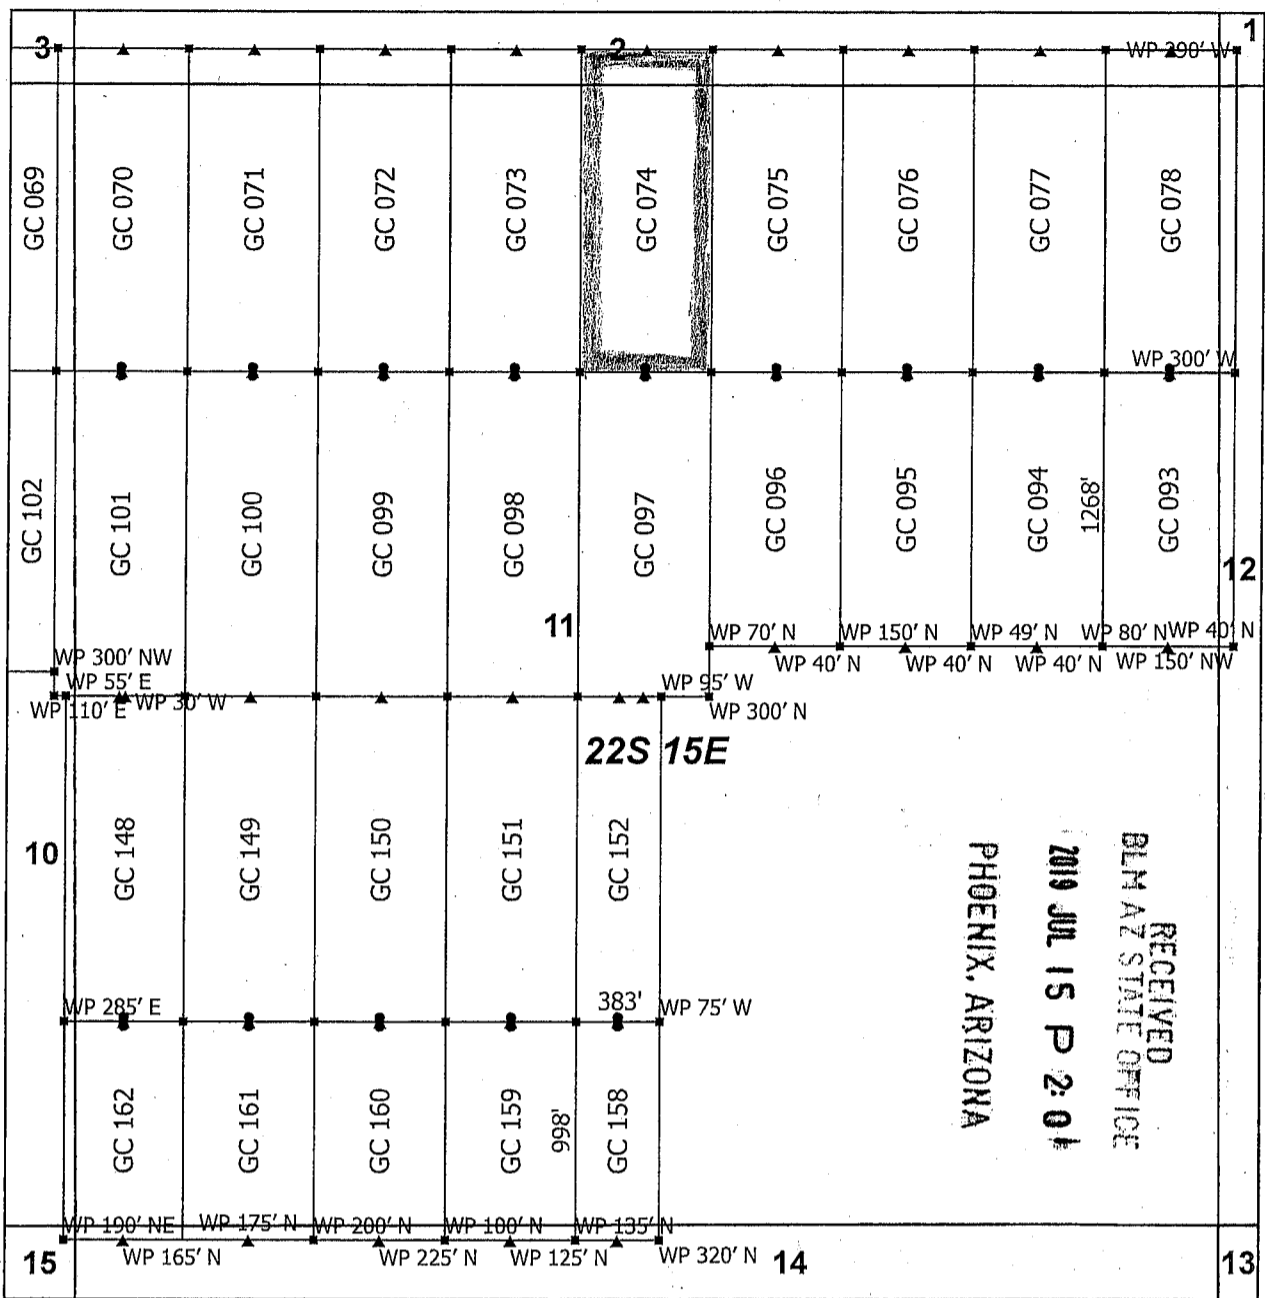 3
2
1
WP 290' W
GC 069
GC 070
GC 071
GC 072
GC 073
GC 074
GC 075
GC 076
GC 077
GC 078
WP 300' W
GC 102
GC 101
GC 100
GC 099
GC 098
GC 097
GC 096
GC 095
GC 094
1268'
GC 093
12
11
WP 70' N
WP 150' N
WP 49' N
WP 80' N
WP 40' N
WP 40' N
WP 40' N
WP 40' N
WP 150' NW
WP 300' NW
WP 55' E
WP 110' E
WP 30' W
WP 95' W
WP 300' N
22S 15E
10
GC 148
GC 149
GC 150
GC 151
GC 152
RECEIVED
BLM AZ STATE OFFICE
2019 JUL 15 P 2:01
PHOENIX, ARIZONA
WP 285' E
383'
WP 75' W
GC 162
GC 161
GC 160
GC 159
998'
GC 158
WP 190' NE
WP 175' N
WP 200' N
WP 100' N
WP 135' N
WP 165' N
WP 225' N
WP 125' N
WP 320' N
15
14
13